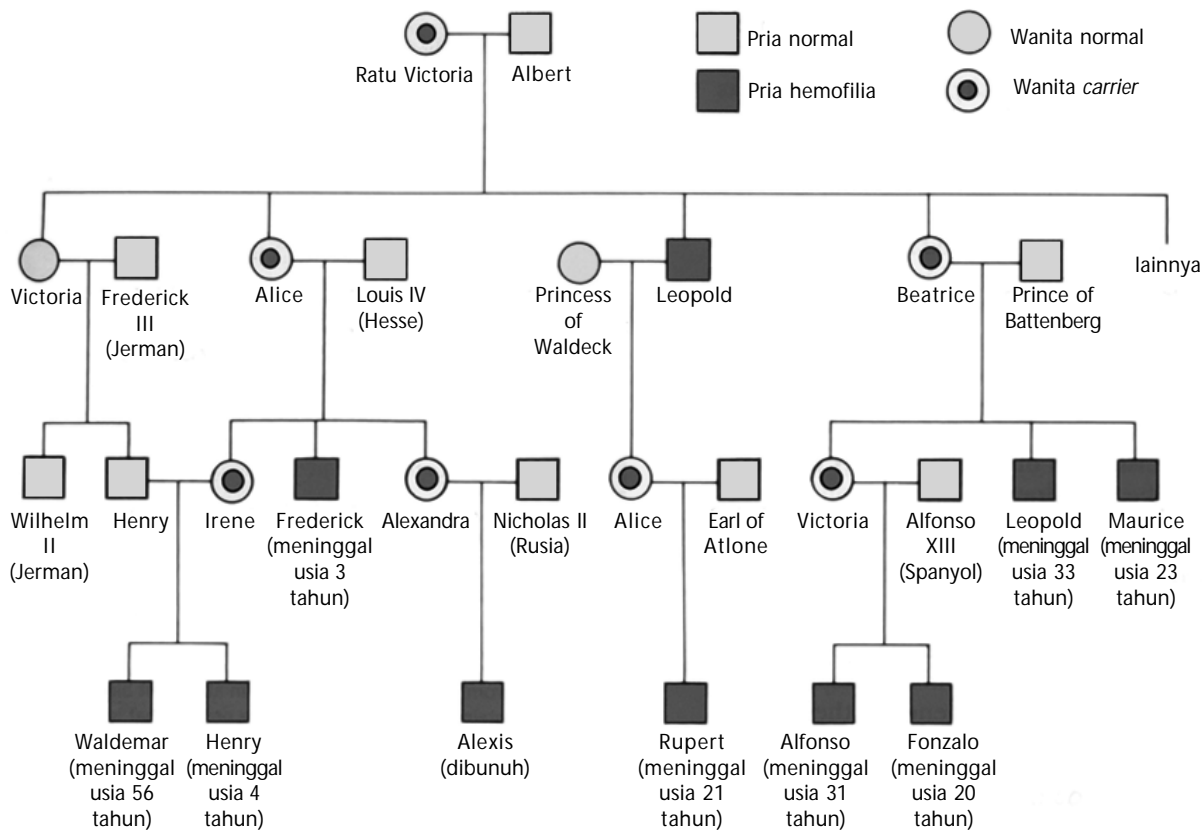 Ratu Victoria
Albert
Pria normal
Wanita normal
Pria hemofilia
Wanita carrier
Victoria
Frederick
III
(Jerman)
Alice
Louis IV
(Hesse)
Princess
of
Waldeck
Leopold
Beatrice
Prince of
Battenberg
lainnya
Wilhelm
II
(Jerman)
Henry
Irene
Frederick
(meninggal
usia 3
tahun)
Alexandra
Nicholas II
(Rusia)
Alice
Earl of
Atlone
Victoria
Alfonso
XIII
(Spanyol)
Leopold
(meninggal
usia 33
tahun)
Maurice
(meninggal
usia 23
tahun)
Waldemar
(meninggal
usia 56
tahun)
Henry
(meninggal
usia 4
tahun)
Alexis
(dibunuh)
Rupert
(meninggal
usia 21
tahun)
Alfonso
(meninggal
usia 31
tahun)
Fonzalo
(meninggal
usia 20
tahun)